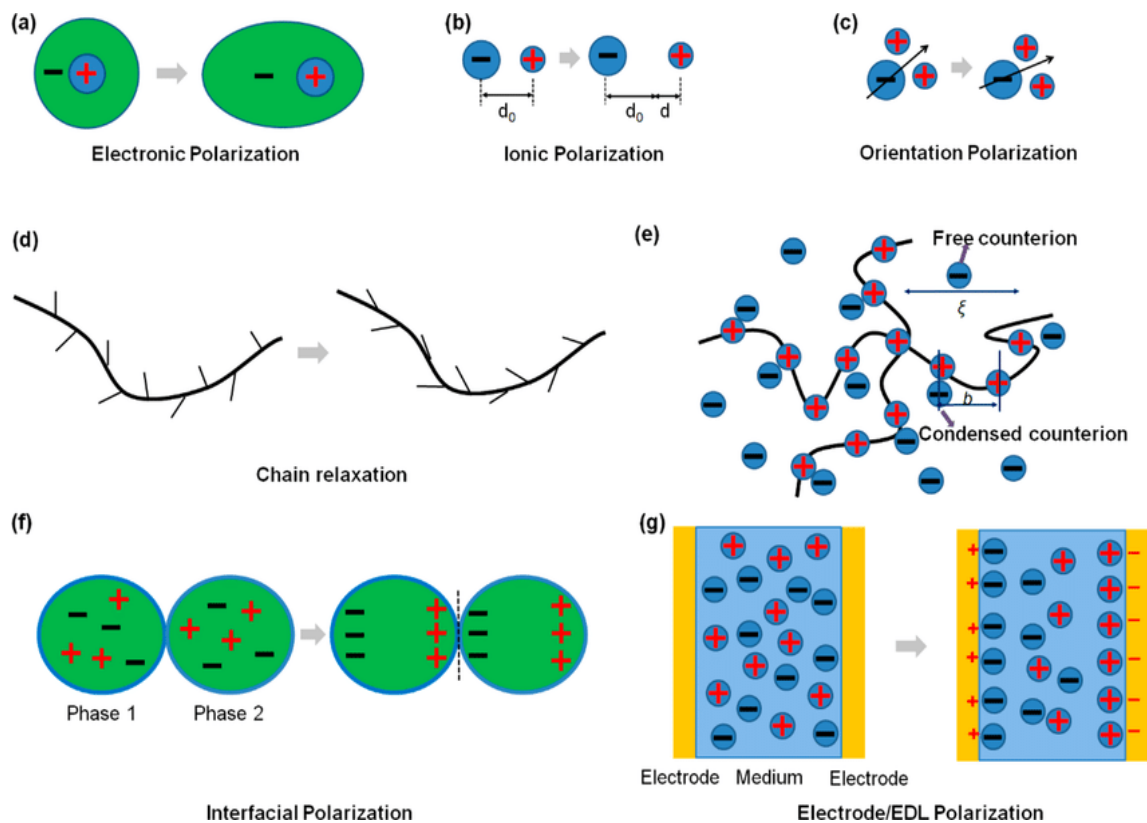 (a)
Electronic Polarization
(b)
d₀
d₀ d
Ionic Polarization
(c)
Orientation Polarization
(d)
Chain relaxation
(e)
Free counterion
ξ
b
Condensed counterion
(f)
Phase 1 Phase 2
Interfacial Polarization
(g)
Electrode Medium Electrode
Electrode/EDL Polarization